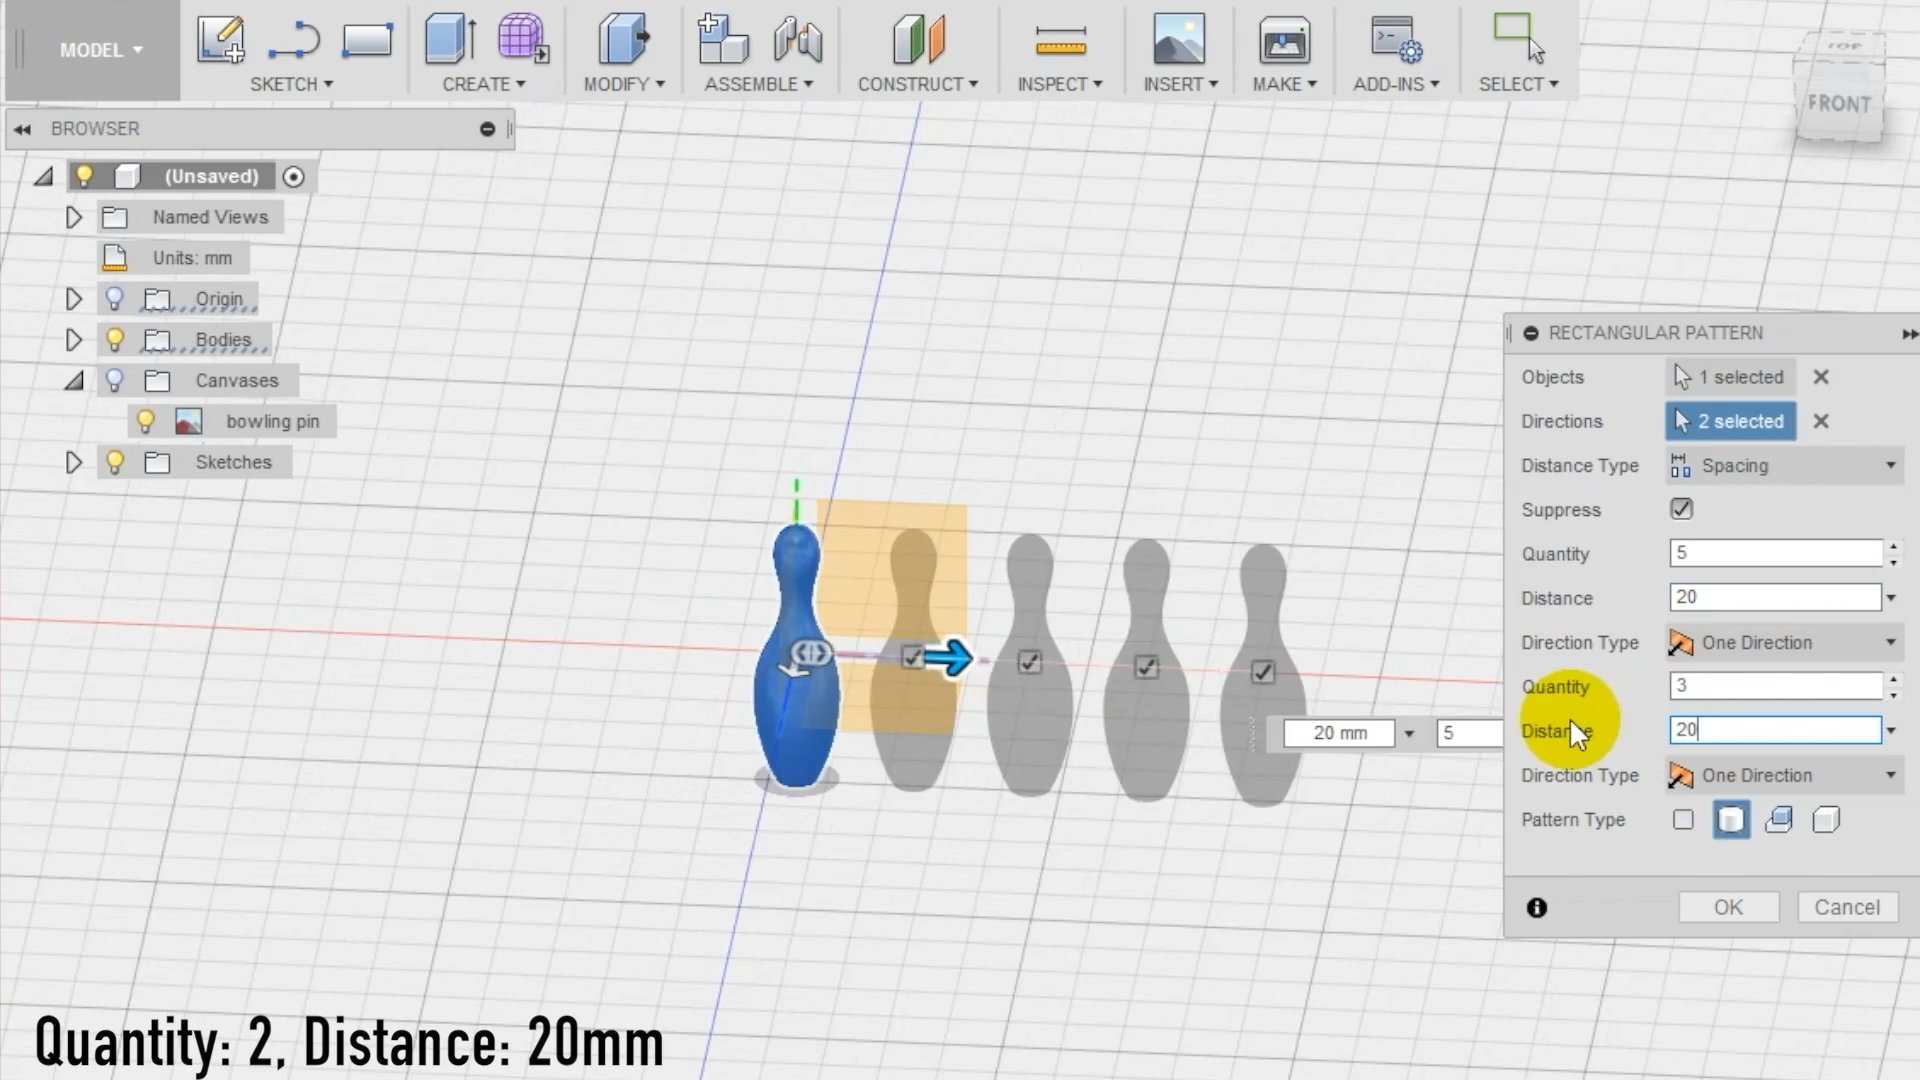 MODEL
SKETCH
CREATE
MODIFY
ASSEMBLE
CONSTRUCT
INSPECT
INSERT
MAKE
ADD-INS
SELECT
TOP
FRONT
BROWSER
(Unsaved)
Named Views
Units: mm
Origin
Bodies
Canvases
bowling pin
Sketches
RECTANGULAR PATTERN
Objects 1 selected
Directions 2 selected
Distance Type Spacing
Suppress
Quantity 5
Distance 20
Direction Type One Direction
Quantity 3
Distance 20
Direction Type One Direction
Pattern Type
20 mm 5
OK Cancel
Quantity: 2, Distance: 20mm